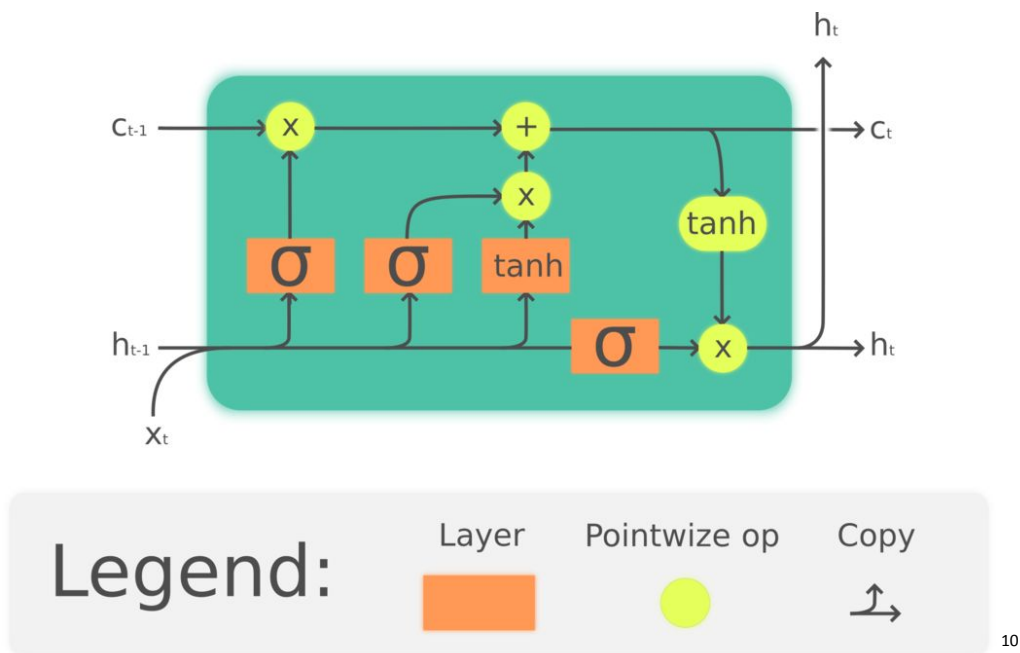 hₜ
cₜ₋₁
x
+
cₜ
x
tanh
σ
σ
tanh
hₜ₋₁
σ
x
hₜ
xₜ
Legend:
Layer
Pointwize op
Copy
10